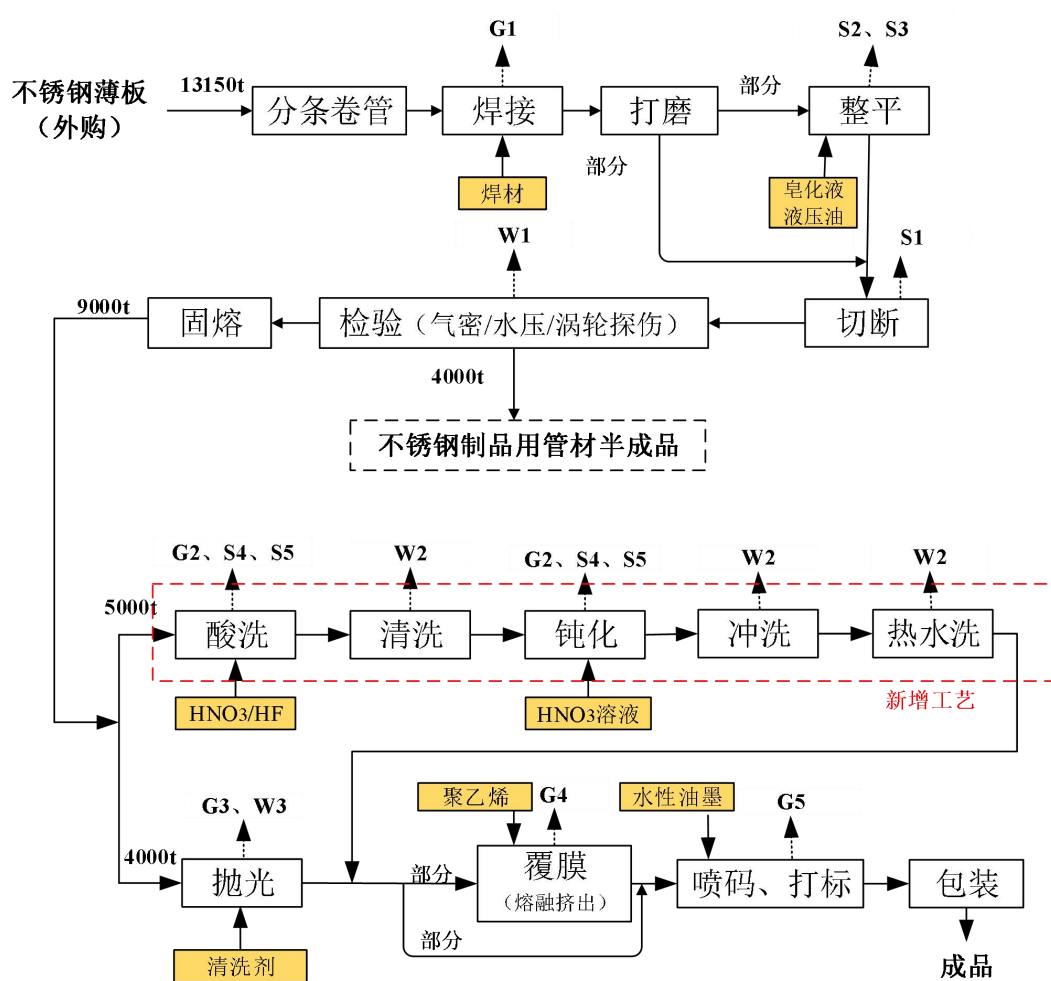 G1
S2、S3
不锈钢薄板
（外购）
13150t
分条卷管
焊接
打磨
部分
整平
部分
焊材
皂化液
液压油
W1
S1
9000t
固熔
检验（气密/水压/涡轮探伤）
切断
4000t
不锈钢制品用管材半成品
G2、S4、S5
W2
G2、S4、S5
W2
W2
5000t
酸洗
清洗
钝化
冲洗
热水洗
HNO3/HF
HNO3溶液
新增工艺
聚乙烯
G4
水性油墨
G5
G3、W3
4000t
抛光
部分
覆膜
（熔融挤出）
喷码、打标
包装
部分
清洗剂
成品